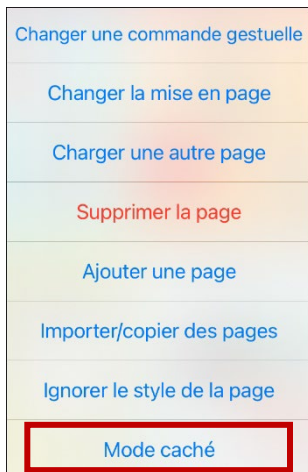 Changer une commande gestuelle
Changer la mise en page
Charger une autre page
Supprimer la page
Ajouter une page
Importer/copier des pages
Ignorer le style de la page
Mode caché